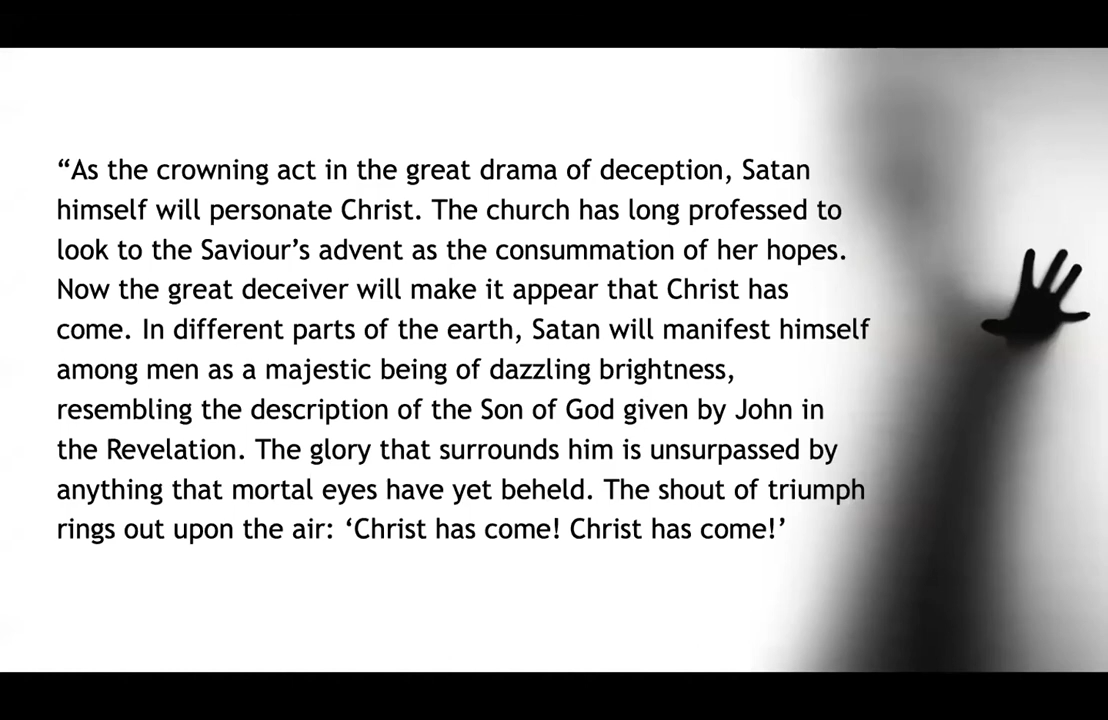 “As the crowning act in the great drama of deception, Satan
himself will personate Christ. The church has long professed to
look to the Saviour’s advent as the consummation of her hopes.
Now the great deceiver will make it appear that Christ has
come. In different parts of the earth, Satan will manifest himself
among men as a majestic being of dazzling brightness,
resembling the description of the Son of God given by John in
the Revelation. The glory that surrounds him is unsurpassed by
anything that mortal eyes have yet beheld. The shout of triumph
rings out upon the air: ‘Christ has come! Christ has come!’